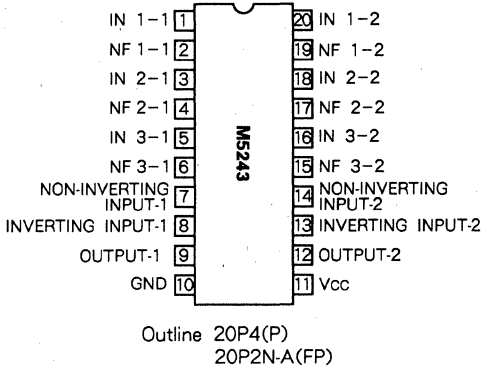 IN 1-1 1 20 IN 1-2
NF 1-1 2 19 NF 1-2
IN 2-1 3 18 IN 2-2
NF 2-1 4 17 NF 2-2
IN 3-1 5 16 IN 3-2
NF 3-1 6 15 NF 3-2
NON-INVERTING
INPUT-1 7 14 NON-INVERTING
INPUT-2
INVERTING INPUT-1 8 13 INVERTING INPUT-2
OUTPUT-1 9 12 OUTPUT-2
GND 10 11 Vcc
M5243
Outline 20P4(P)
20P2N-A(FP)